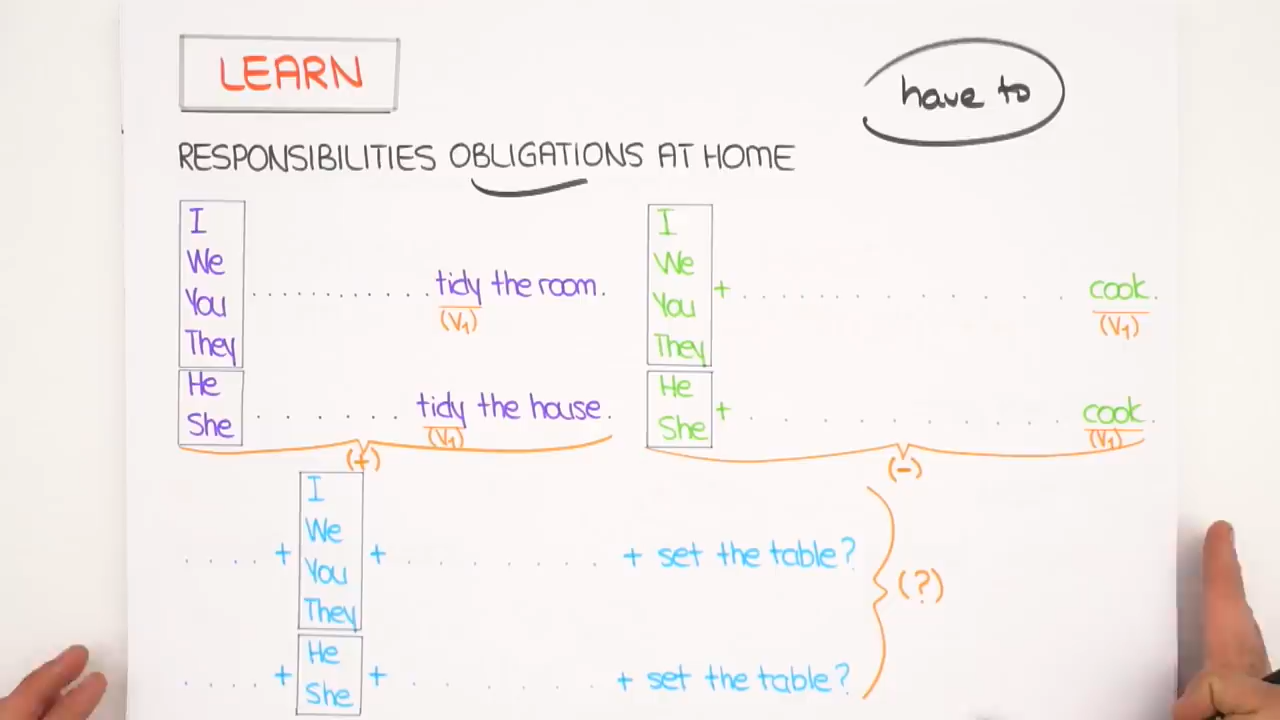 LEARN
have to
RESPONSIBILITIES OBLIGATIONS AT HOME
I
We
You
They
........... tidy the room.
(V1)
He
She
...... tidy the house.
(V1)
(+)
I
We
You
They
+ .............. cook.
(V1)
He
She
+ ............ cook.
(V1)
(-)
.... +
I
We
You
They
+ ........ + set the table?
.... +
He
She
+ ....... + set the table?
(?)